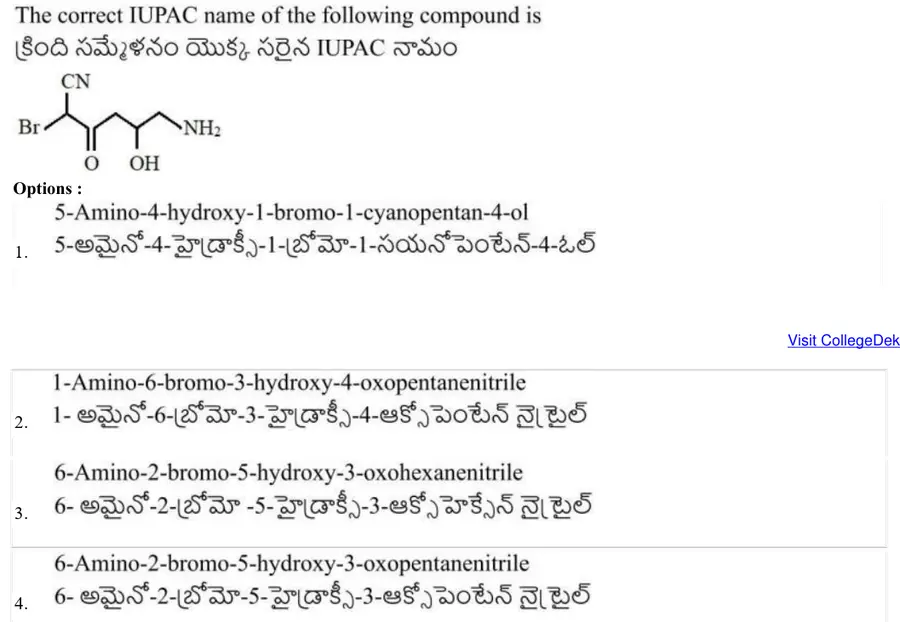 The correct IUPAC name of the following compound is
క్రింది సమ్మేళనం యొక్క సరైన IUPAC నామం
CN
Br
NH₂
O OH
Options :
5-Amino-4-hydroxy-1-bromo-1-cyanopentan-4-ol
1. 5-అమైనో-4-హైడ్రాక్సీ-1-బ్రోమో-1-సయనోపెంటేన్-4-ఓల్
Visit CollegeDek
1-Amino-6-bromo-3-hydroxy-4-oxopentanenitrile
2. 1- అమైనో-6-బ్రోమో-3-హైడ్రాక్సీ-4-ఆక్సోపెంటేన్ నైట్రైల్
6-Amino-2-bromo-5-hydroxy-3-oxohexanenitrile
3. 6- అమైనో-2-బ్రోమో -5-హైడ్రాక్సీ-3-ఆక్సోహెక్సేన్ నైట్రైల్
6-Amino-2-bromo-5-hydroxy-3-oxopentanenitrile
4. 6- అమైనో-2-బ్రోమో-5-హైడ్రాక్సీ-3-ఆక్సోపెంటేన్ నైట్రైల్